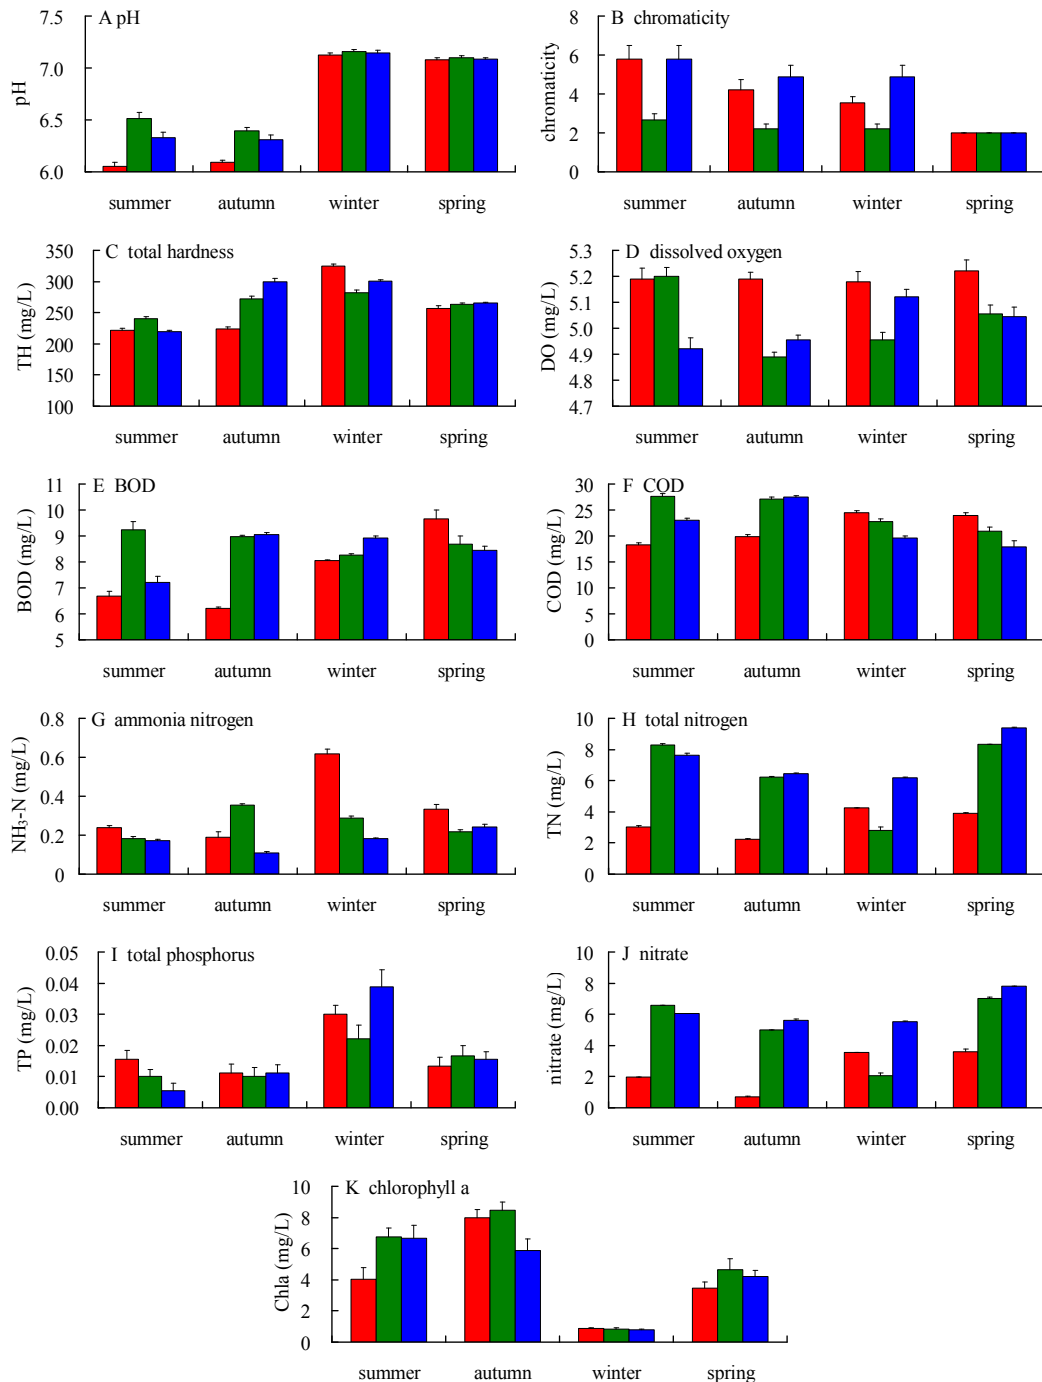 A pH
7.5
7.0
6.5
6.0
pH
summer autumn winter spring
B chromaticity
8
6
4
2
0
chromaticity
summer autumn winter spring
C total hardness
350
300
250
200
150
100
TH (mg/L)
summer autumn winter spring
D dissolved oxygen
5.3
5.2
5.1
5.0
4.9
4.8
4.7
DO (mg/L)
summer autumn winter spring
E BOD
11
10
9
8
7
6
5
BOD (mg/L)
summer autumn winter spring
F COD
30
25
20
15
10
5
0
COD (mg/L)
summer autumn winter spring
G ammonia nitrogen
0.8
0.6
0.4
0.2
0
NH₃-N (mg/L)
summer autumn winter spring
H total nitrogen
10
8
6
4
2
0
TN (mg/L)
summer autumn winter spring
I total phosphorus
0.05
0.04
0.03
0.02
0.01
0.00
TP (mg/L)
summer autumn winter spring
J nitrate
10
8
6
4
2
0
nitrate (mg/L)
summer autumn winter spring
K chlorophyll a
10
8
6
4
2
0
Chla (mg/L)
summer autumn winter spring